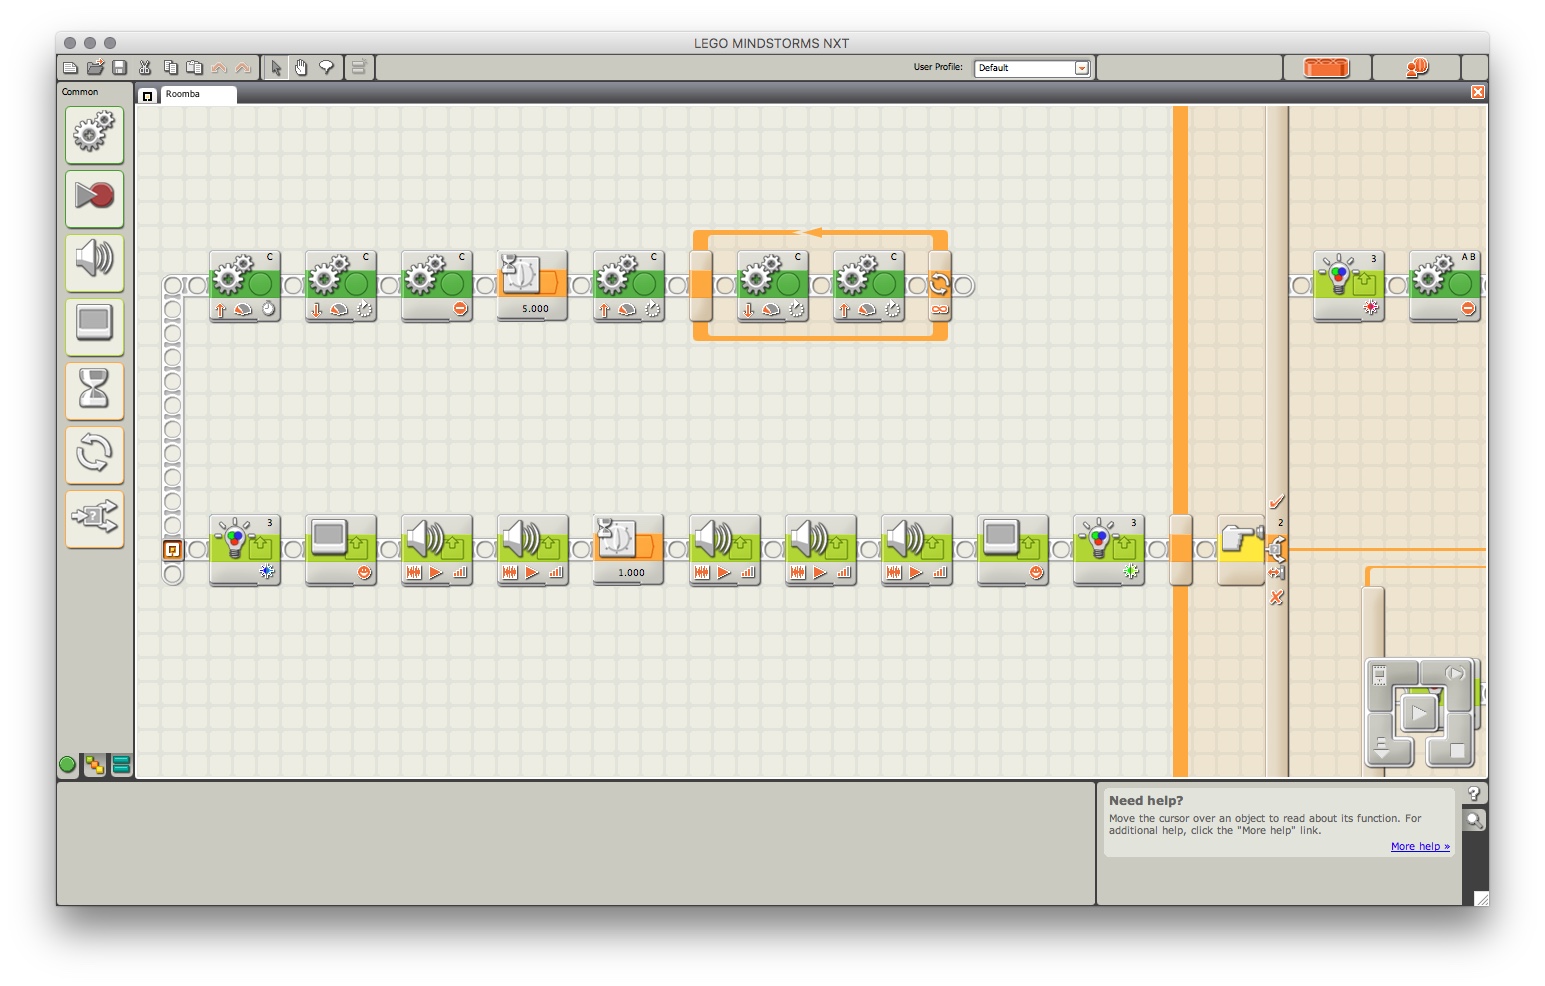 LEGO MINDSTORMS NXT
User Profile: Default
Common
Roomba
C C C C C C 3 A B
5.000
3 3 2
1.000
Need help?
Move the cursor over an object to read about its function. For
additional help, click the "More help" link.
More help »
?